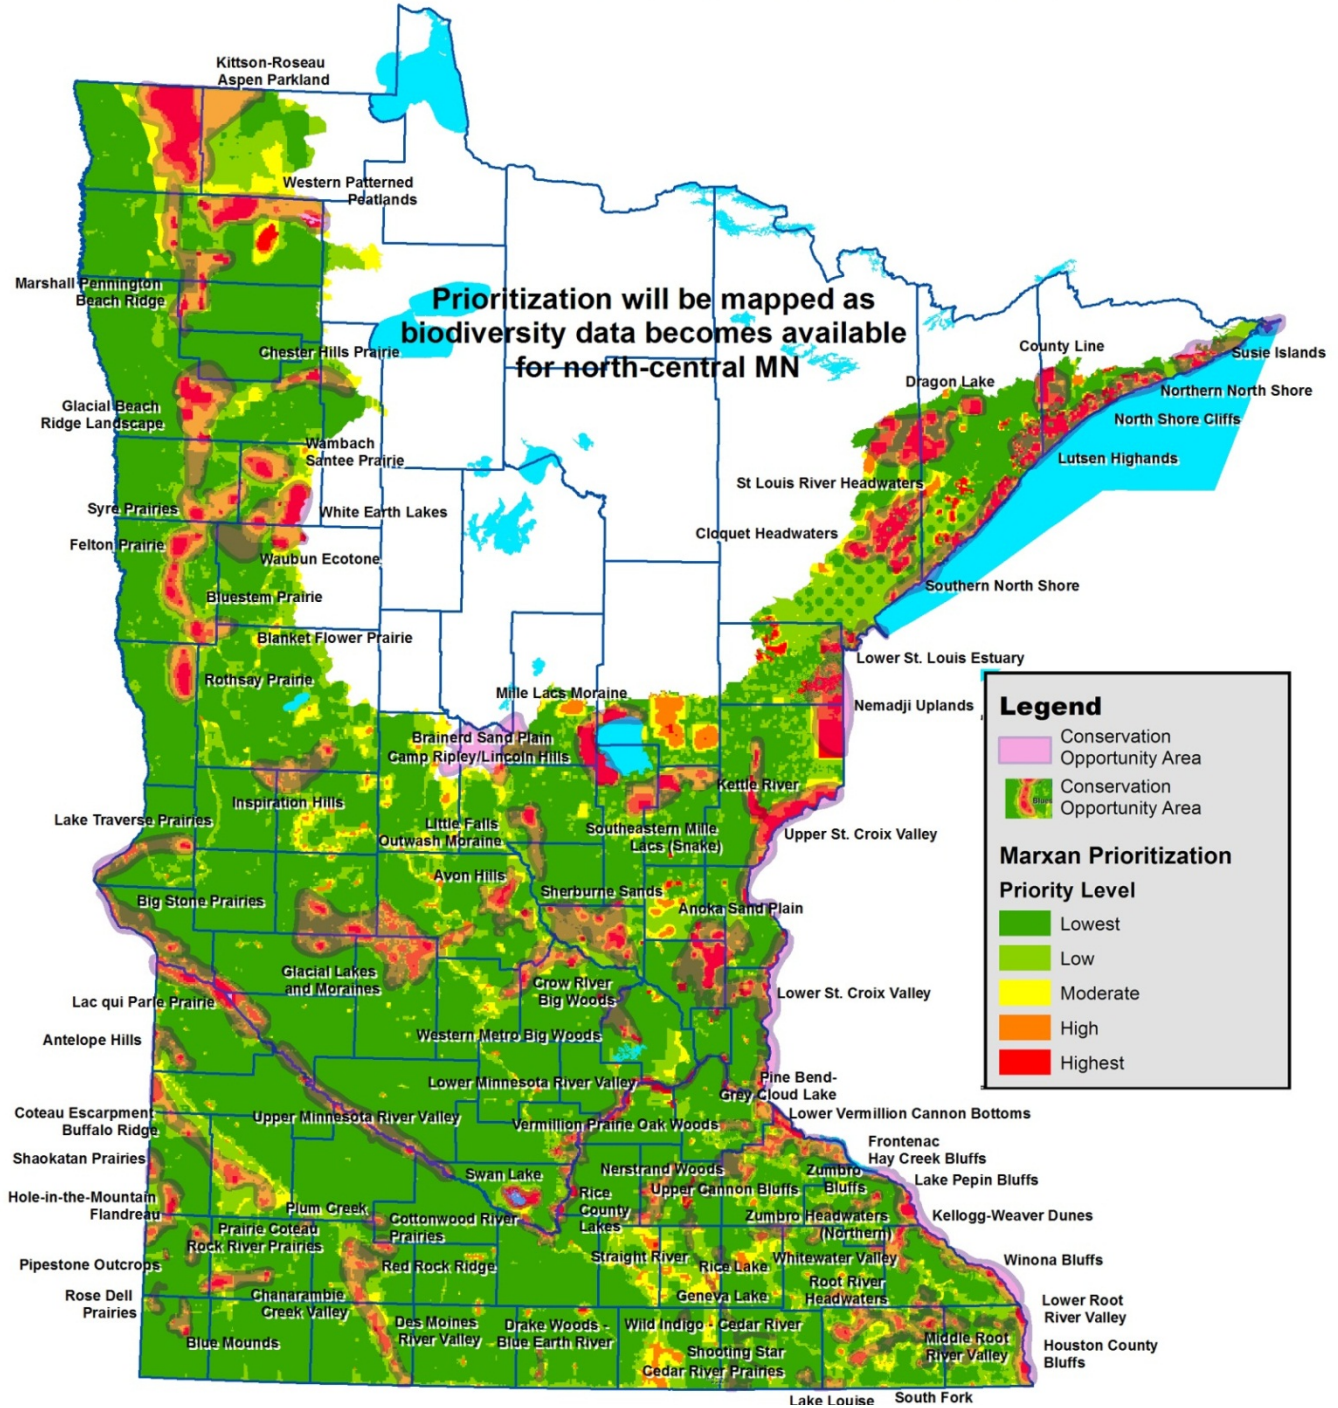 Kittson-Roseau
Aspen Parkland
Western Patterned
Peatlands
Marshall Pennington
Beach Ridge
Prioritization will be mapped as
biodiversity data becomes available
for north-central MN
Chester Hills Prairie
County Line
Susie Islands
Dragon Lake
Northern North Shore
Glacial Beach
Ridge Landscape
North Shore Cliffs
Wambach
Santee Prairie
Lutsen Highands
St Louis River Headwaters
Syre Prairies
White Earth Lakes
Cloquet Headwaters
Felton Prairie
Waubun Ecotone
Southern North Shore
Bluestem Prairie
Blanket Flower Prairie
Lower St. Louis Estuary
Rothsay Prairie
Mille Lacs Moraine
Nemadji Uplands
Brainerd Sand Plain
Camp Ripley/Lincoln Hills
Kettle River
Inspiration Hills
Lake Traverse Prairies
Little Falls
Outwash Moraine
Southeastern Mille
Lacs (Snake)
Upper St. Croix Valley
Avon Hills
Sherburne Sands
Big Stone Prairies
Anoka Sand Plain
Glacial Lakes
and Moraines
Crow River
Big Woods
Lower St. Croix Valley
Lac qui Parle Prairie
Antelope Hills
Western Metro Big Woods
Lower Minnesota River Valley
Pine Bend-
Grey Cloud Lake
Coteau Escarpment
Buffalo Ridge
Upper Minnesota River Valley
Vermillion Prairie Oak Woods
Lower Vermillion Cannon Bottoms
Frontenac
Hay Creek Bluffs
Shaokatan Prairies
Swan Lake
Nerstrand Woods
Zumbro
Bluffs
Lake Pepin Bluffs
Hole-in-the-Mountain
Flandreau
Plum Creek
Rice
County
Lakes
Upper Cannon Bluffs
Kellogg-Weaver Dunes
Cottonwood River
Prairies
Zumbro Headwaters
(Northern)
Prairie Coteau
Rock River Prairies
Pipestone Outcrops
Red Rock Ridge
Straight River
Rice Lake
Whitewater Valley
Winona Bluffs
Rose Dell
Prairies
Chanarambie
Creek Valley
Geneva Lake
Root River
Headwaters
Lower Root
River Valley
Blue Mounds
Des Moines
River Valley
Drake Woods -
Blue Earth River
Wild Indigo - Cedar River
Middle Root
River Valley
Houston County
Bluffs
Shooting Star
Cedar River Prairies
Lake Louise
South Fork
Legend
Conservation
Opportunity Area
Conservation
Opportunity Area
Marxan Prioritization
Priority Level
Lowest
Low
Moderate
High
Highest